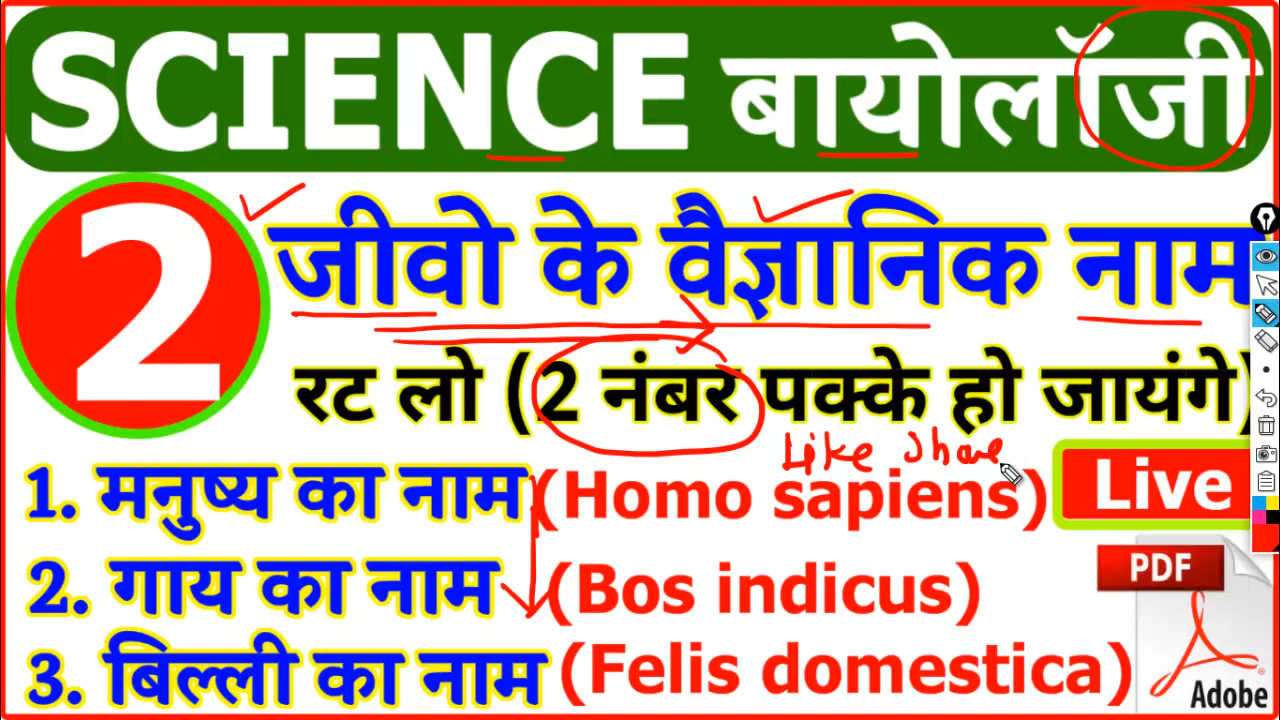 SCIENCE बायोलॉजी
2 जीवो के वैज्ञानिक नाम
रट लो (2 नंबर पक्के हो जायंगे)
Like Share
1. मनुष्य का नाम (Homo sapiens) Live
2. गाय का नाम (Bos indicus) PDF
3. बिल्ली का नाम (Felis domestica) Adobe